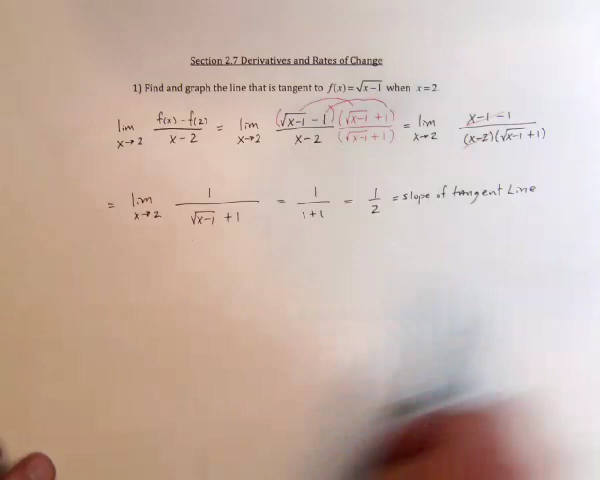 Section 2.7 Derivatives and Rates of Change
1) Find and graph the line that is tangent to f(x)=√x−1 when x=2
lim x→2 f(x) - f(2) / x - 2 = lim x→2 (√x-1 - 1) (√x-1 + 1) / x-2 (√x-1 + 1) = lim x→2 x-1-1 / (x-2)(√x-1 + 1)
= lim x→2 1 / √x-1 + 1 = 1 / 1+1 = 1/2 = slope of tangent Line